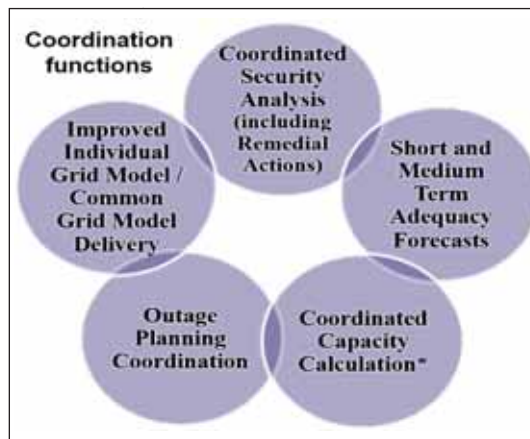 Coordination
functions
Coordinated
Security
Analysis
(including
Remedial
Actions)
Improved
Individual
Grid Model /
Common
Grid Model
Delivery
Short and
Medium
Term
Adequacy
Forecasts
Outage
Planning
Coordination
Coordinated
Capacity
Calculation*